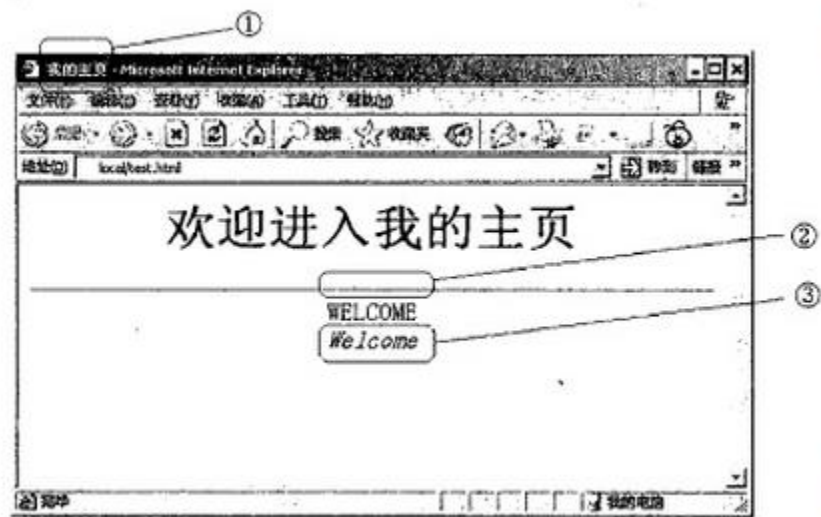 ①
我的主页 - Microsoft Internet Explorer
文件(F) 编辑(E) 查看(V) 收藏(A) 工具(T) 帮助(H)
搜索 收藏夹
地址(D) local/test.html 转到 链接 »
欢迎进入我的主页
②
WELCOME
③
Welcome
完毕 我的电脑